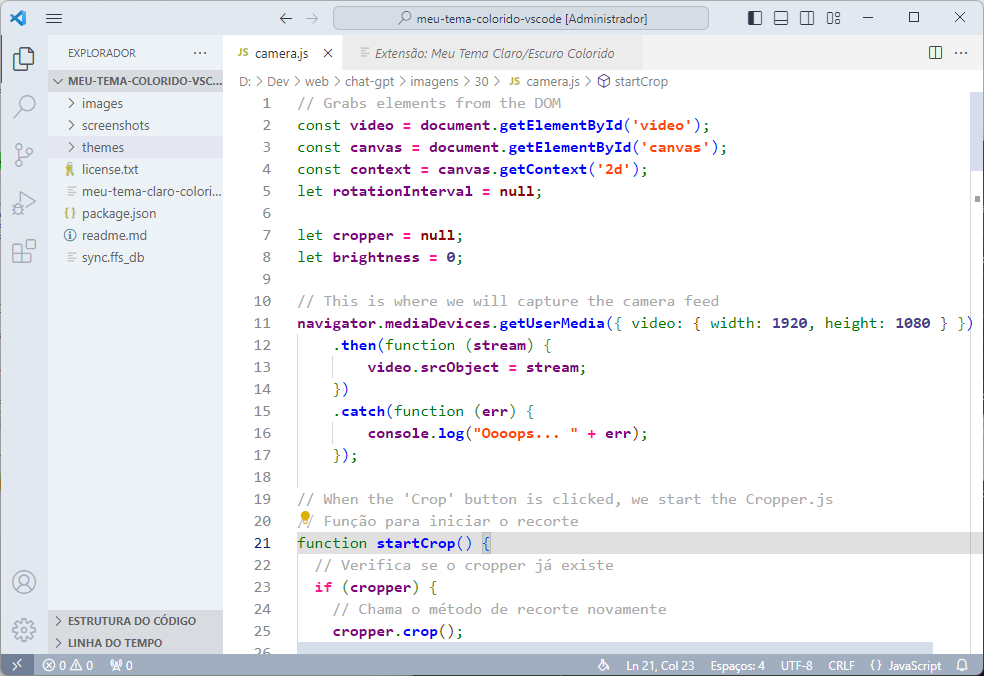 meu-tema-colorido-vscode [Administrador]
EXPLORADOR
JS camera.js
Extensão: Meu Tema Claro/Escuro Colorido
MEU-TEMA-COLORIDO-VSC...
images
screenshots
themes
license.txt
meu-tema-claro-colori...
{} package.json
readme.md
sync.ffs_db
ESTRUTURA DO CÓDIGO
LINHA DO TEMPO
D: > Dev > web > chat-gpt > imagens > 30 > JS camera.js > startCrop
1 // Grabs elements from the DOM
2 const video = document.getElementById('video');
3 const canvas = document.getElementById('canvas');
4 const context = canvas.getContext('2d');
5 let rotationInterval = null;
6
7 let cropper = null;
8 let brightness = 0;
9
10 // This is where we will capture the camera feed
11 navigator.mediaDevices.getUserMedia({ video: { width: 1920, height: 1080 } })
12 .then(function (stream) {
13 video.srcObject = stream;
14 })
15 .catch(function (err) {
16 console.log("Oooops... " + err);
17 });
18
19 // When the 'Crop' button is clicked, we start the Cropper.js
20 // Função para iniciar o recorte
21 function startCrop() {
22 // Verifica se o cropper já existe
23 if (cropper) {
24 // Chama o método de recorte novamente
25 cropper.crop();
26
0 0 0 Ln 21, Col 23 Espaços: 4 UTF-8 CRLF {} JavaScript